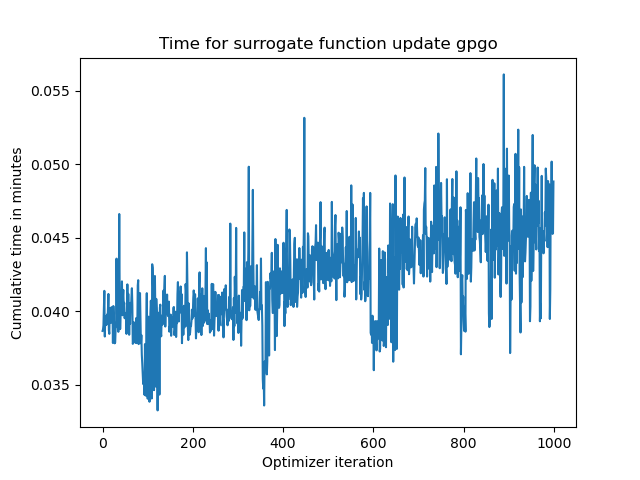 Time for surrogate function update gpgo
Cumulative time in minutes
0.055
0.050
0.045
0.040
0.035
0 200 400 600 800 1000
Optimizer iteration